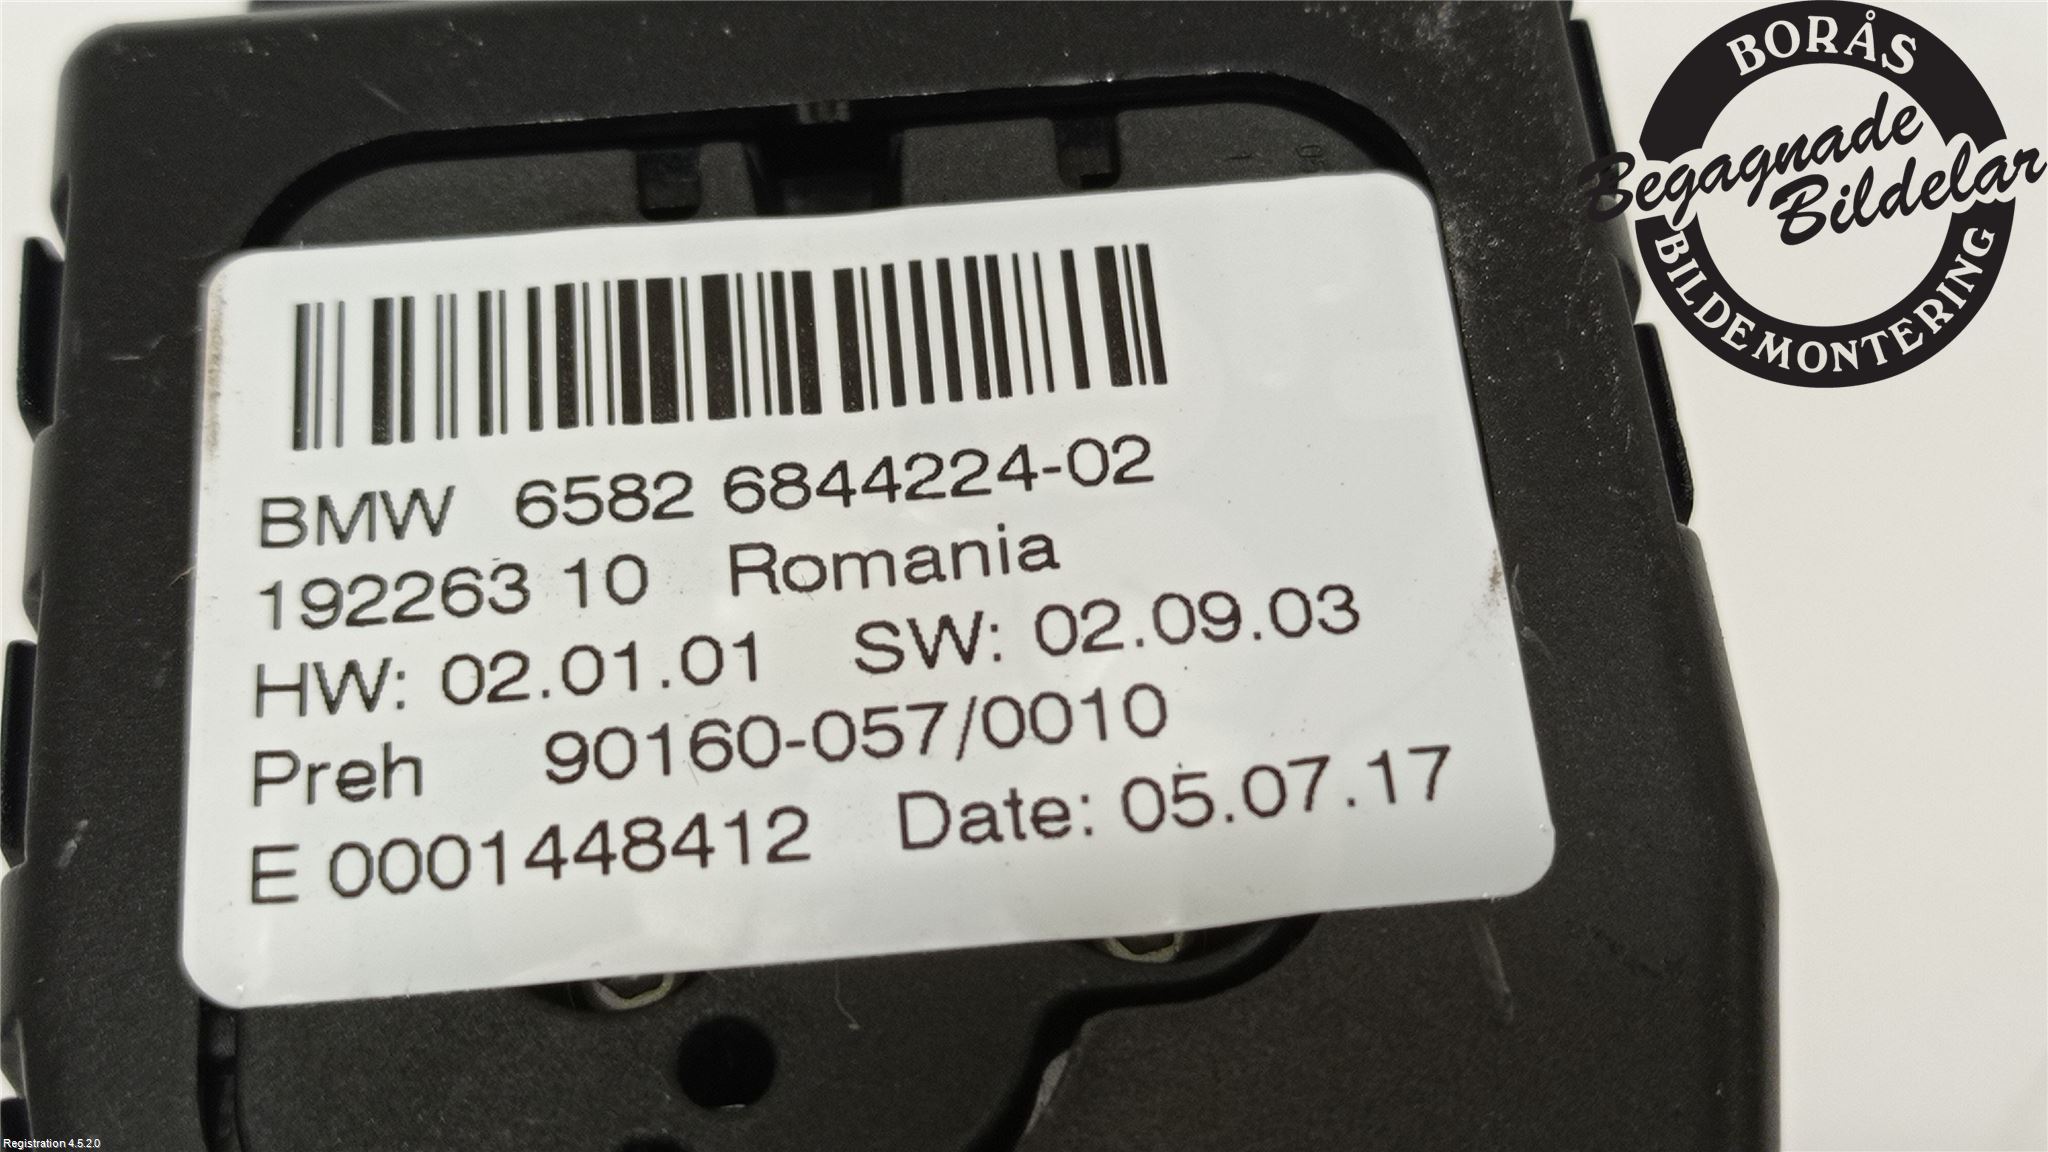 BORÅS
Begagnade
Bildelar
BILDEMONTERING
BMW 6582 6844224-02
192263 10 Romania
HW: 02.01.01 SW: 02.09.03
Preh 90160-057/0010
E 0001448412 Date: 05.07.17
Registration 4.5.2.0